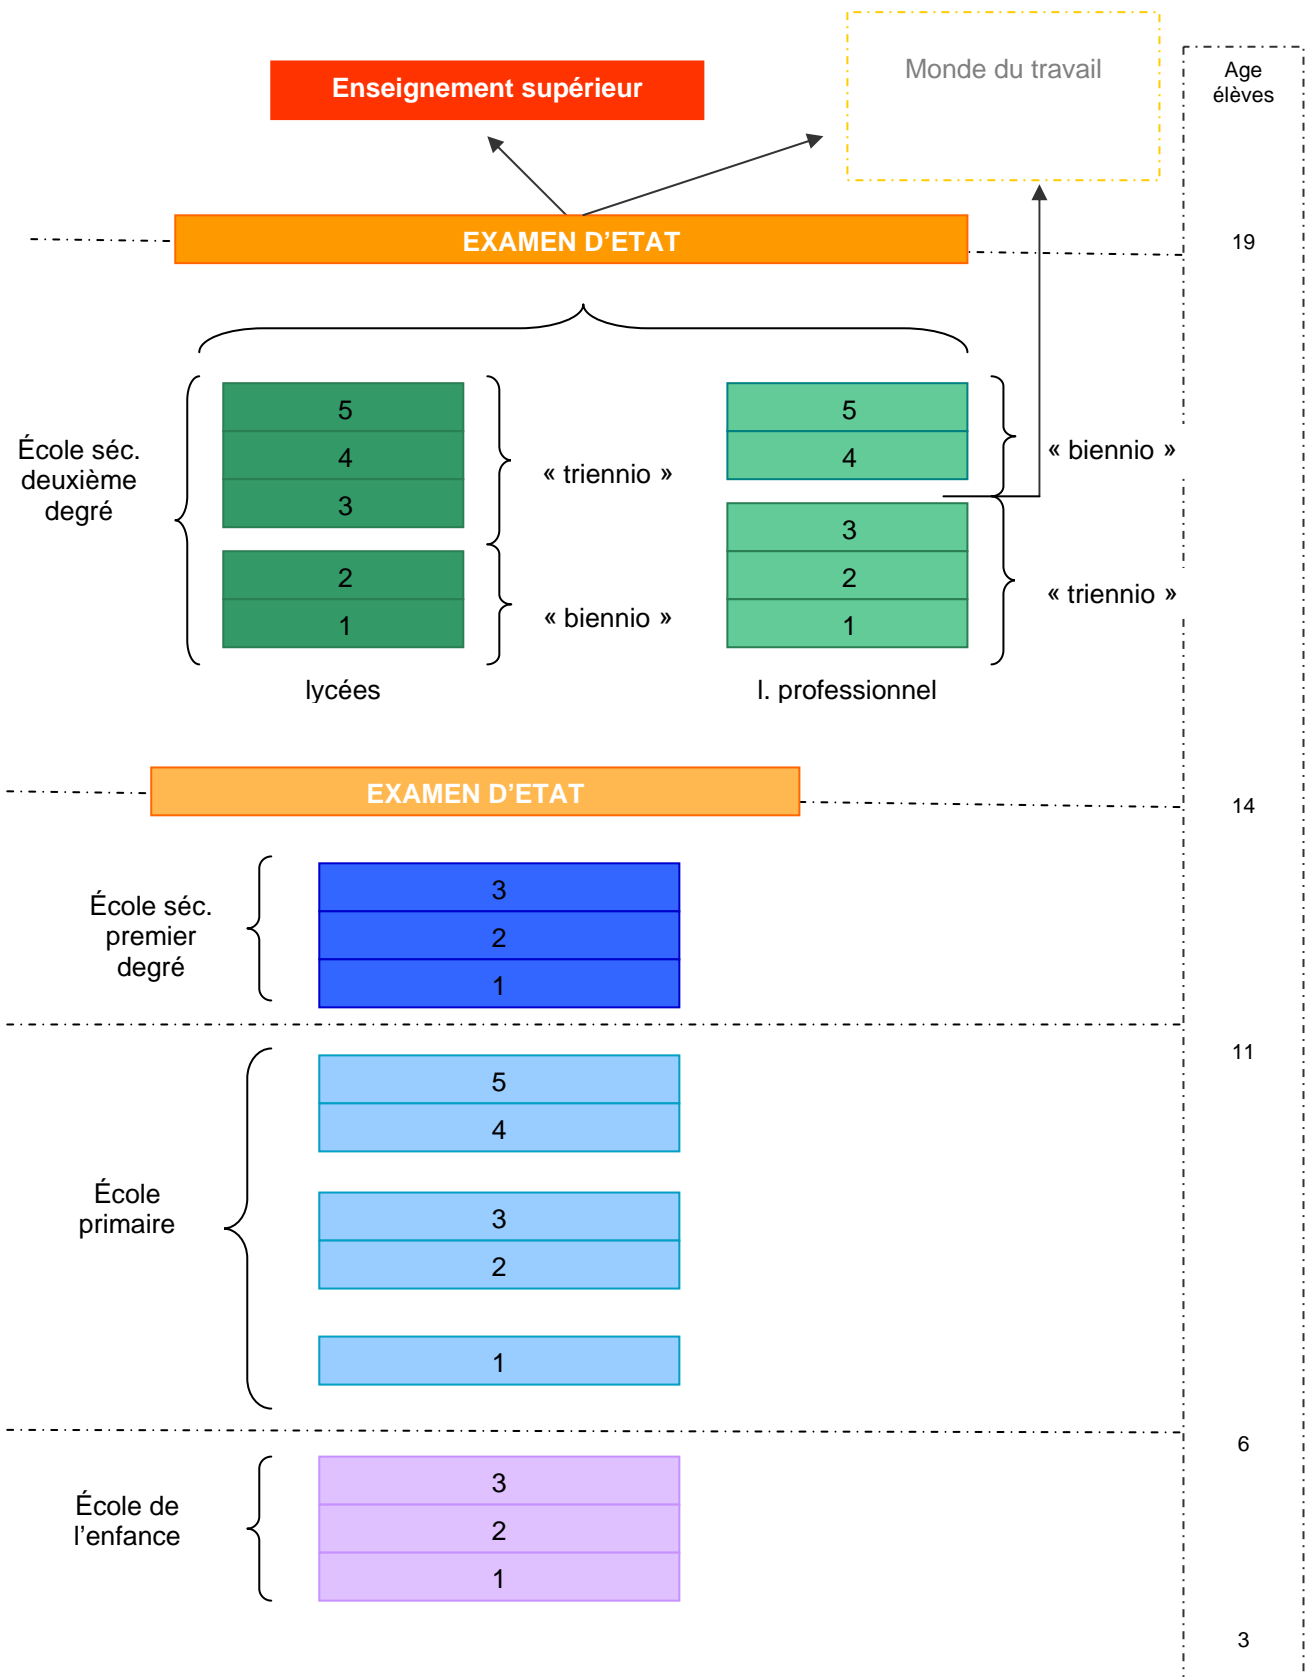 Monde du travail
Age
élèves
Enseignement supérieur
EXAMEN D'ETAT
19
5
4
3
2
1
École séc.
deuxième
degré
« triennio »
« biennio »
lycées
5
4
3
2
1
« biennio »
« triennio »
I. professionnel
EXAMEN D'ETAT
14
École séc.
premier
degré
3
2
1
11
École
primaire
5
4
3
2
1
6
École de
l'enfance
3
2
1
3